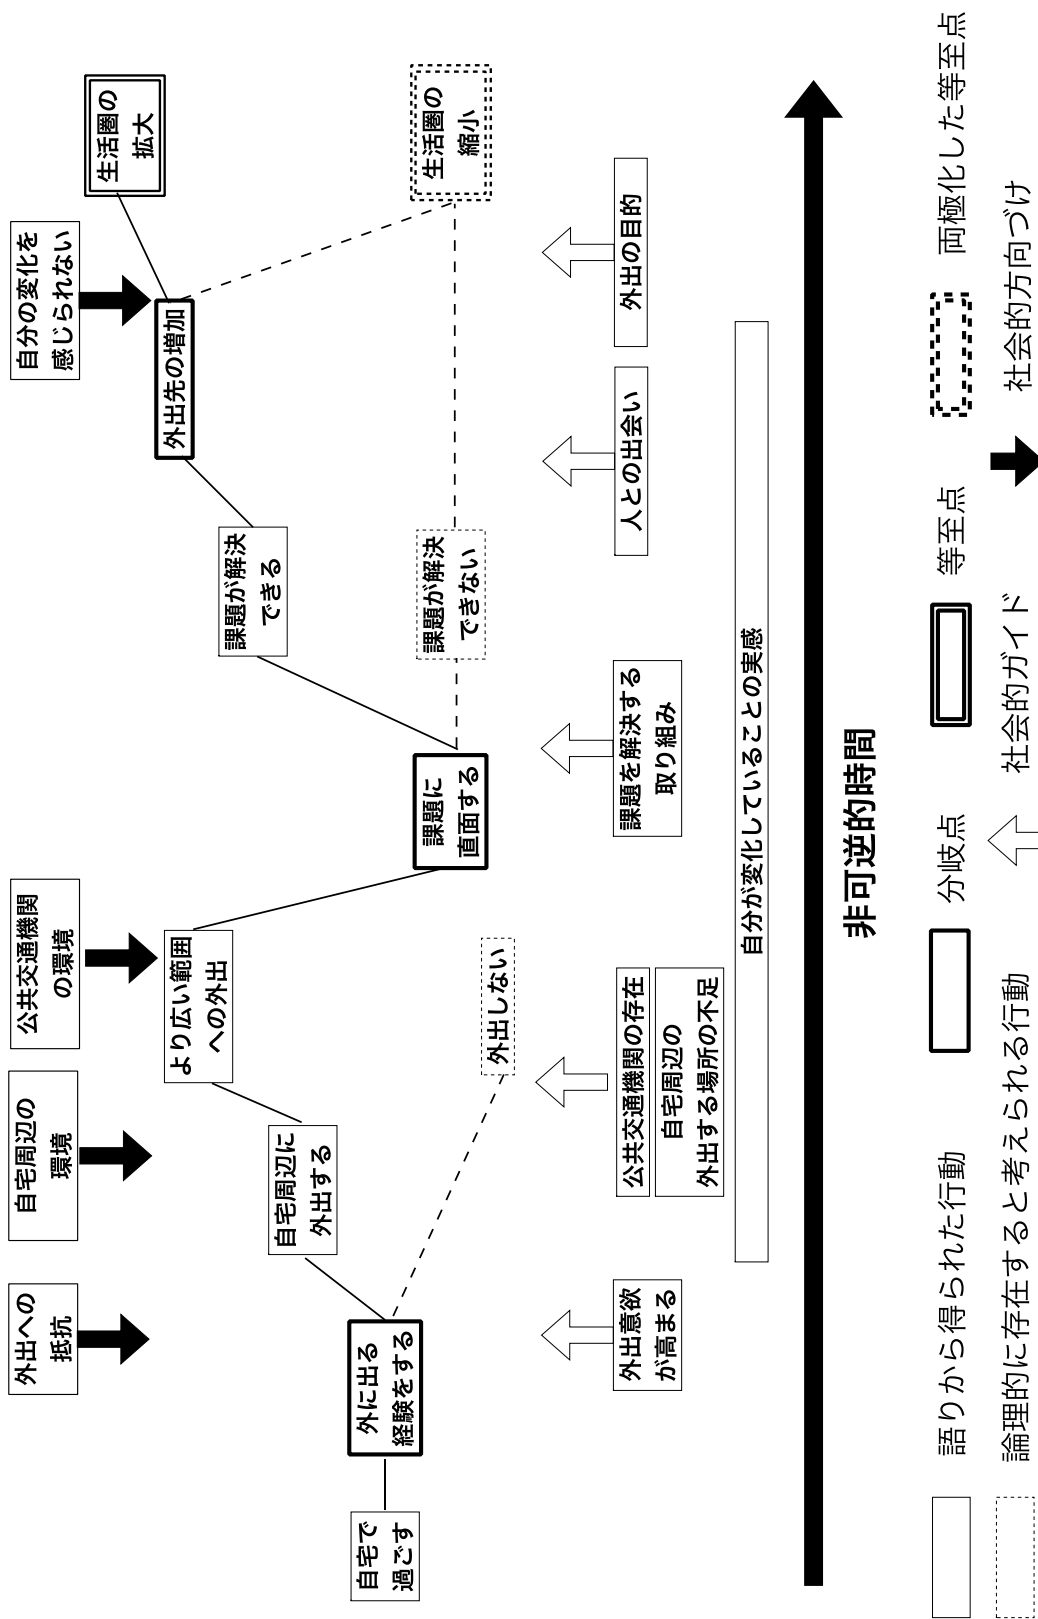 外出への
抵抗
自宅周辺の
環境
公共交通機関
の環境
自分の変化を
感じられない
自宅で
過ごす
外に出る
経験をする
自宅周辺に
外出する
より広い範囲
への外出
外出しない
課題に
直面する
課題が解決
できる
課題が解決
できない
外出先の増加
生活圏の
拡大
生活圏の
縮小
外出意欲
が高まる
公共交通機関の存在
自宅周辺の
外出する場所の不足
課題を解決する
取り組み
人との出会い
外出の目的
自分が変化していることの実感
非可逆的時間
語りから得られた行動
分岐点
等至点
両極化した等至点
論理的に存在すると考えられる行動
社会的ガイド
社会的方向づけ